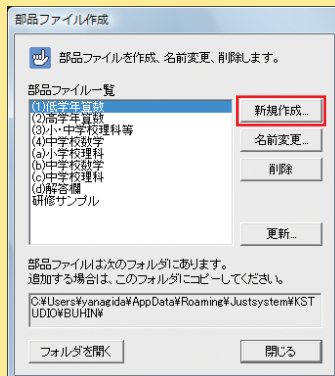 部品ファイル作成
部品ファイルを作成、名前変更、削除します。
部品ファイル一覧
(1)低学年算数
(2)高学年算数
(3)小・中学校理科等
(4)中学校数学
(a)小学校理科
(b)中学校数学
(c)中学校理科
(d)解答欄
研修サンプル
新規作成...
名前変更...
削除
更新...
部品ファイルは次のフォルダにあります。
追加する場合は、このフォルダにコピーしてください。
C:¥Users¥yanagida¥AppData¥Roaming¥Justsystem¥KST
UDIO¥BUHIN¥
フォルダを開く
閉じる